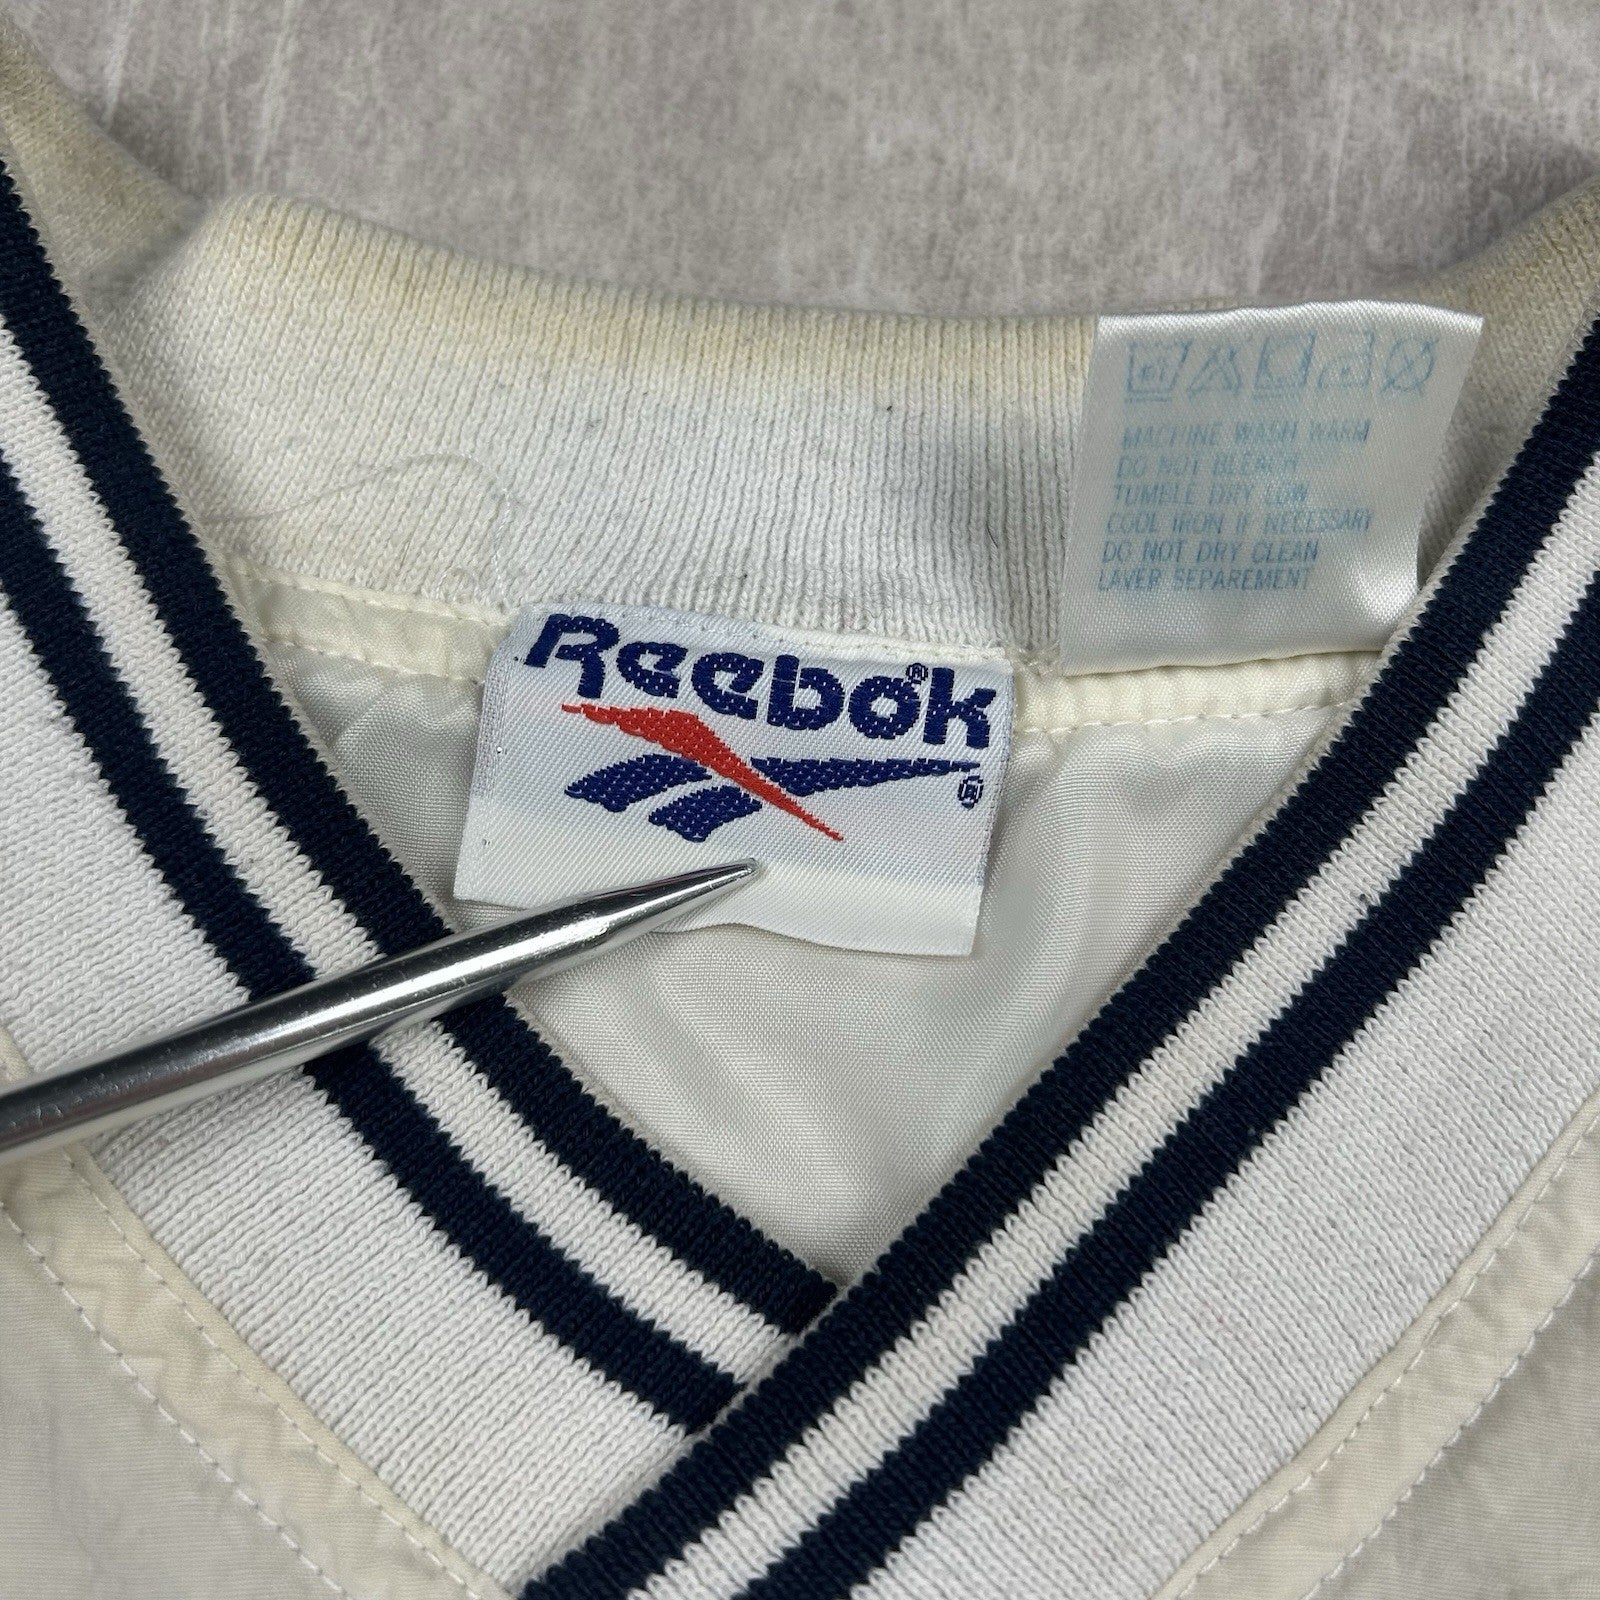 Reebok®
®
MACHINE WASH WARM
DO NOT BLEACH
TUMBLE DRY LOW
COOL IRON IF NECESSARY
DO NOT DRY CLEAN
LAVER SEPAREMENT